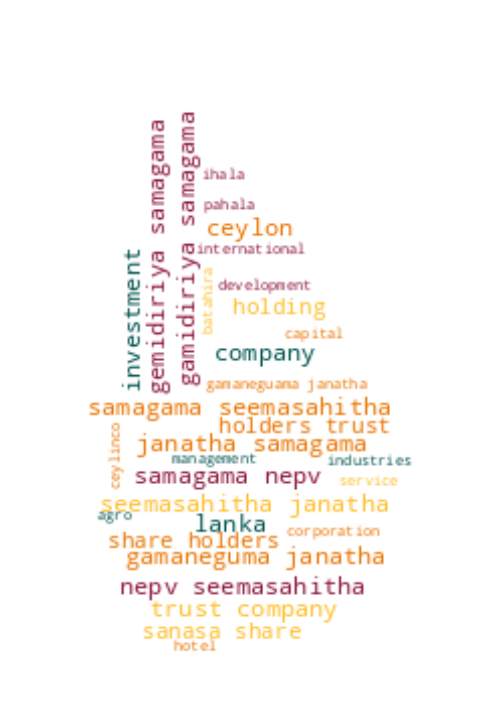 gemidiriya samagama
gamidiriya samagama
ihala
pahala
ceylon
international
investment
batahira
development
holding
capital
company
gamaneguama janatha
samagama seemasahitha
holders trust
ceylinco
janatha samagama
management
industries
samagama nepv
service
seemasahitha janatha
agro
lanka
corporation
share holders
gamaneguma janatha
nepv seemasahitha
trust company
sanasa share
hotel